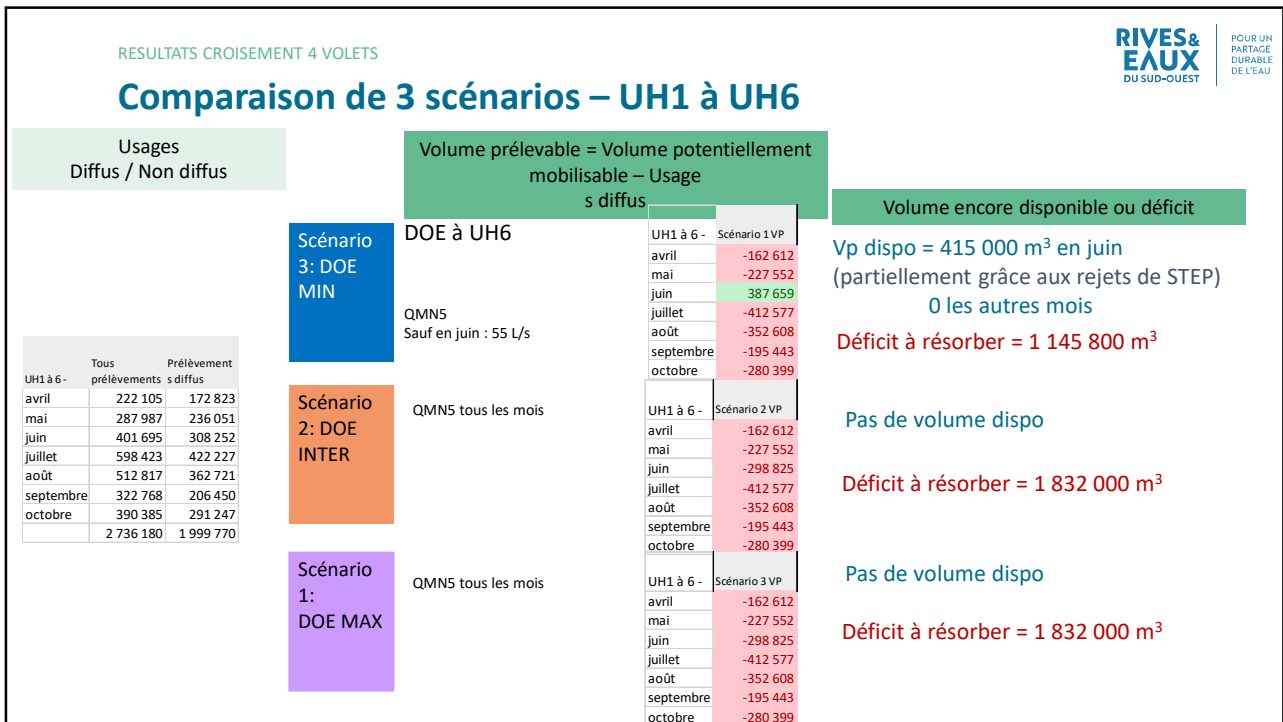 RESULTATS CROISEMENT 4 VOLETS
RIVES&
EAUX
DU SUD-OUEST
POUR UN
PARTAGE
DURABLE
DE L'EAU
Comparaison de 3 scénarios – UH1 à UH6
Usages
Diffus / Non diffus
Volume prélevable = Volume potentiellement
mobilisable – Usage
s diffus
Volume encore disponible ou déficit
UH1 à 6 - Tous prélèvements Prélèvement s diffus
avril 222 105 172 823
mai 287 987 236 051
juin 401 695 308 252
juillet 598 423 422 227
août 512 817 362 721
septembre 322 768 206 450
octobre 390 385 291 247
2 736 180 1 999 770
Scénario
3: DOE
MIN
DOE à UH6
QMN5
Sauf en juin : 55 L/s
UH1 à 6 - Scénario 1 VP
avril -162 612
mai -227 552
juin 387 659
juillet -412 577
août -352 608
septembre -195 443
octobre -280 399
Vp dispo = 415 000 m³ en juin
(partiellement grâce aux rejets de STEP)
0 les autres mois
Déficit à résorber = 1 145 800 m³
Scénario
2: DOE
INTER
QMN5 tous les mois
UH1 à 6 - Scénario 2 VP
avril -162 612
mai -227 552
juin -298 825
juillet -412 577
août -352 608
septembre -195 443
octobre -280 399
Pas de volume dispo
Déficit à résorber = 1 832 000 m³
Scénario
1:
DOE MAX
QMN5 tous les mois
UH1 à 6 - Scénario 3 VP
avril -162 612
mai -227 552
juin -298 825
juillet -412 577
août -352 608
septembre -195 443
octobre -280 399
Pas de volume dispo
Déficit à résorber = 1 832 000 m³